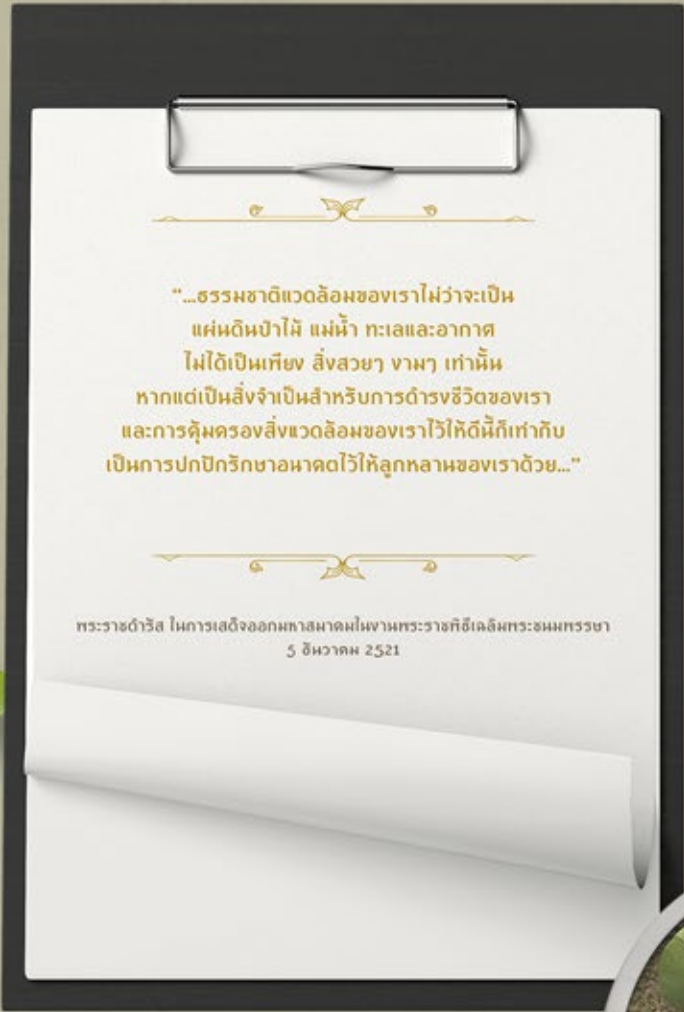 "...ธรรมชาติแวดล้อมของเราไม่ว่าจะเป็น
แผ่นดินป่าไม้ แม่น้ำ ทะเลและอากาศ
ไม่ได้เป็นเพียง สิ่งสวยๆ งามๆ เท่านั้น
หากแต่เป็นสิ่งจำเป็นสำหรับการดำรงชีวิตของเรา
และการคุ้มครองสิ่งแวดล้อมของเราไว้ให้ดีนี้ก็เท่ากับ
เป็นการปกปักรักษาอนาคตไว้ให้ลูกหลานของเราด้วย..."
พระราชดำรัส ในการเสด็จออกมหาสมาคมในงานพระราชพิธีเฉลิมพระชนมพรรษา
5 ธันวาคม 2521